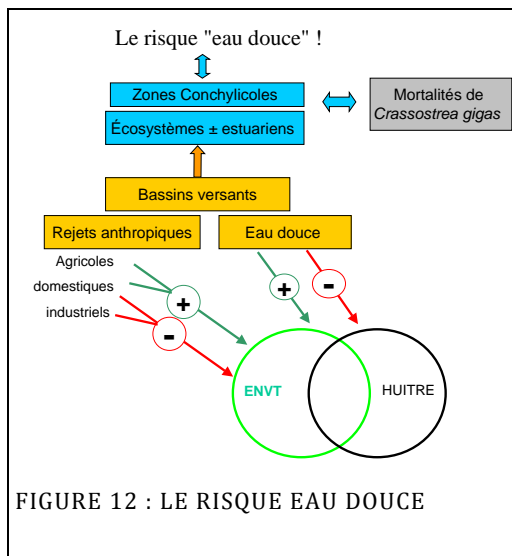 Le risque "eau douce" !
Zones Conchylicoles
Écosystèmes ± estuariens
Mortalités de
Crassostrea gigas
Bassins versants
Rejets anthropiques
Eau douce
Agricoles
domestiques
industriels
+
-
+
-
ENVT
HUITRE
FIGURE 12 : LE RISQUE EAU DOUCE